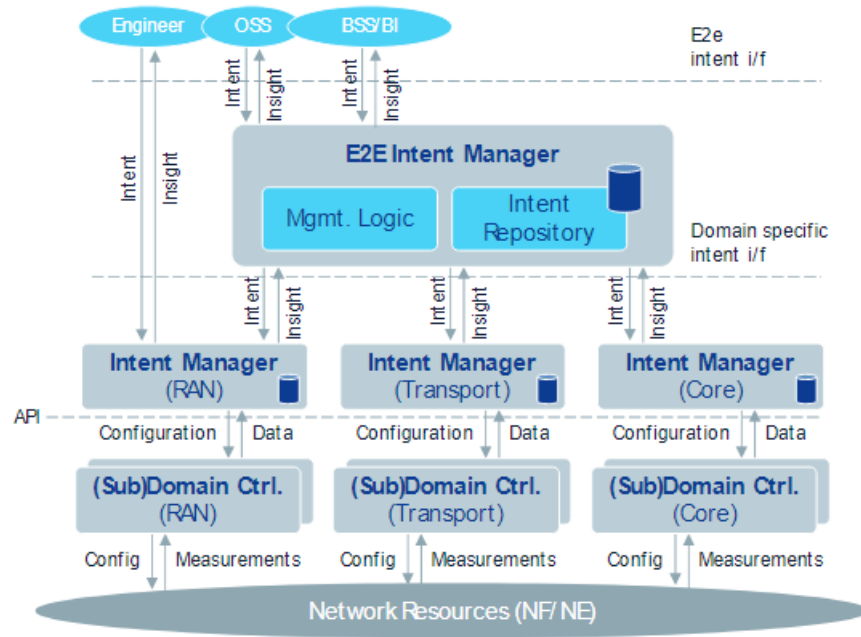 Engineer
OSS
BSS/BI
E2e
intent i/f
Intent
Insight
Intent
Insight
Intent
Insight
E2E Intent Manager
Mgmt. Logic
Intent
Repository
Domain specific
intent i/f
Intent
Insight
Intent
Insight
Intent
Insight
Intent Manager
(RAN)
Intent Manager
(Transport)
Intent Manager
(Core)
API
Configuration
Data
Configuration
Data
Configuration
Data
(Sub)Domain Ctrl.
(RAN)
(Sub)Domain Ctrl.
(Transport)
(Sub)Domain Ctrl.
(Core)
Config
Measurements
Config
Measurements
Config
Measurements
Network Resources (NF/ NE)